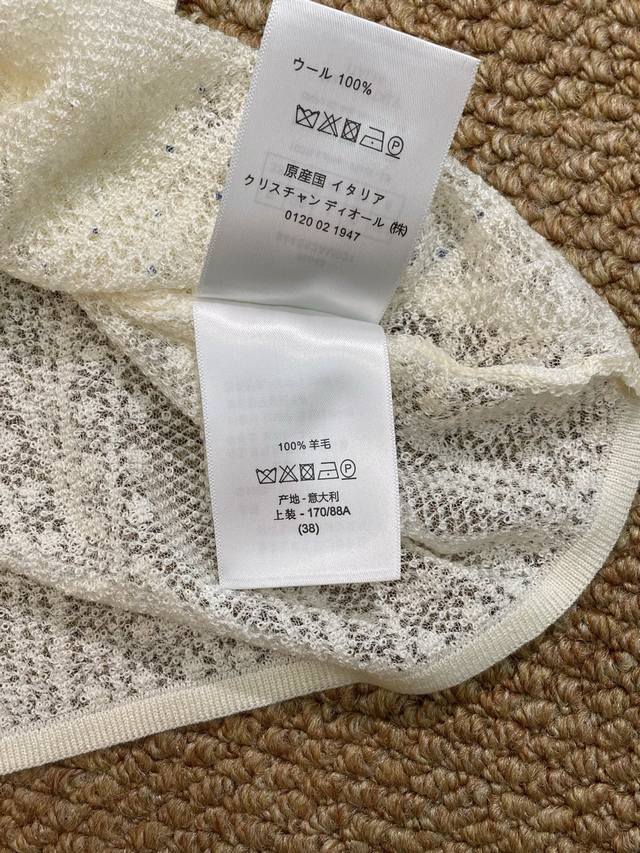 ウール 100%
P
原産国 イタリア
クリスチャン ディオール (株)
0120 02 1947
100% 羊毛
P
产地 - 意大利
上装 - 170/88A
(38)